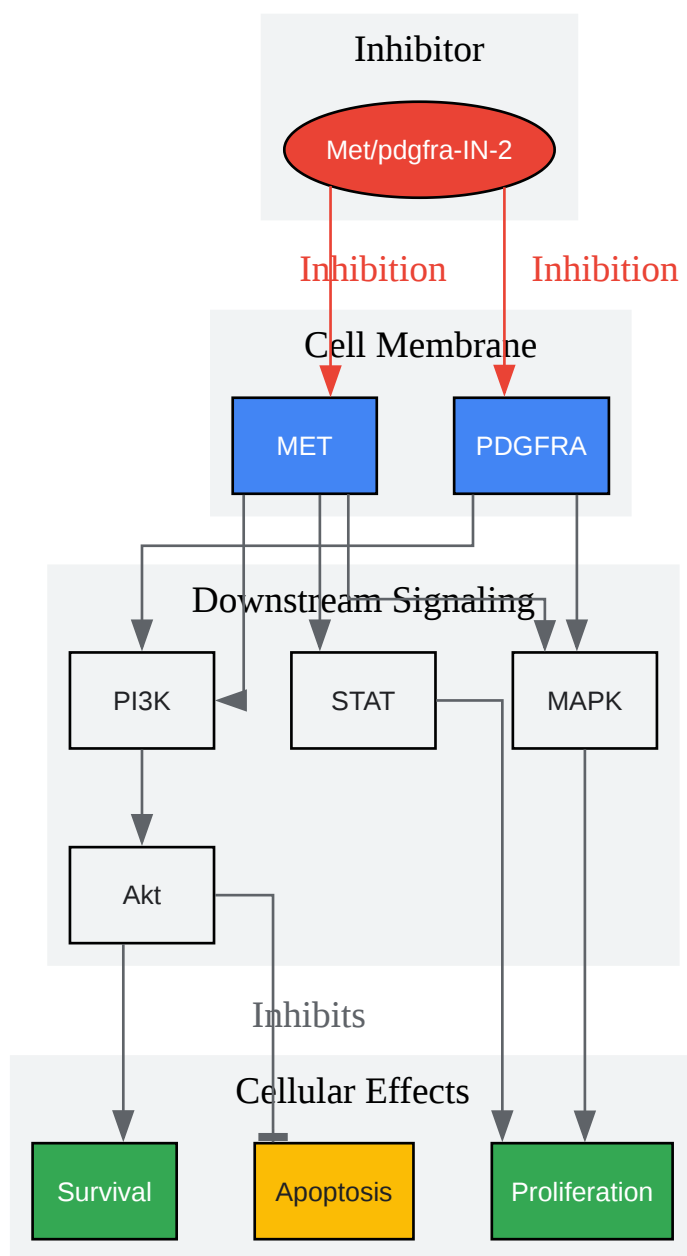 Inhibitor
Met/pdgfra-IN-2
Inhibition
Inhibition
Cell Membrane
MET
PDGFRA
Downstream Signaling
PI3K
STAT
MAPK
Akt
Inhibits
Cellular Effects
Survival
Apoptosis
Proliferation